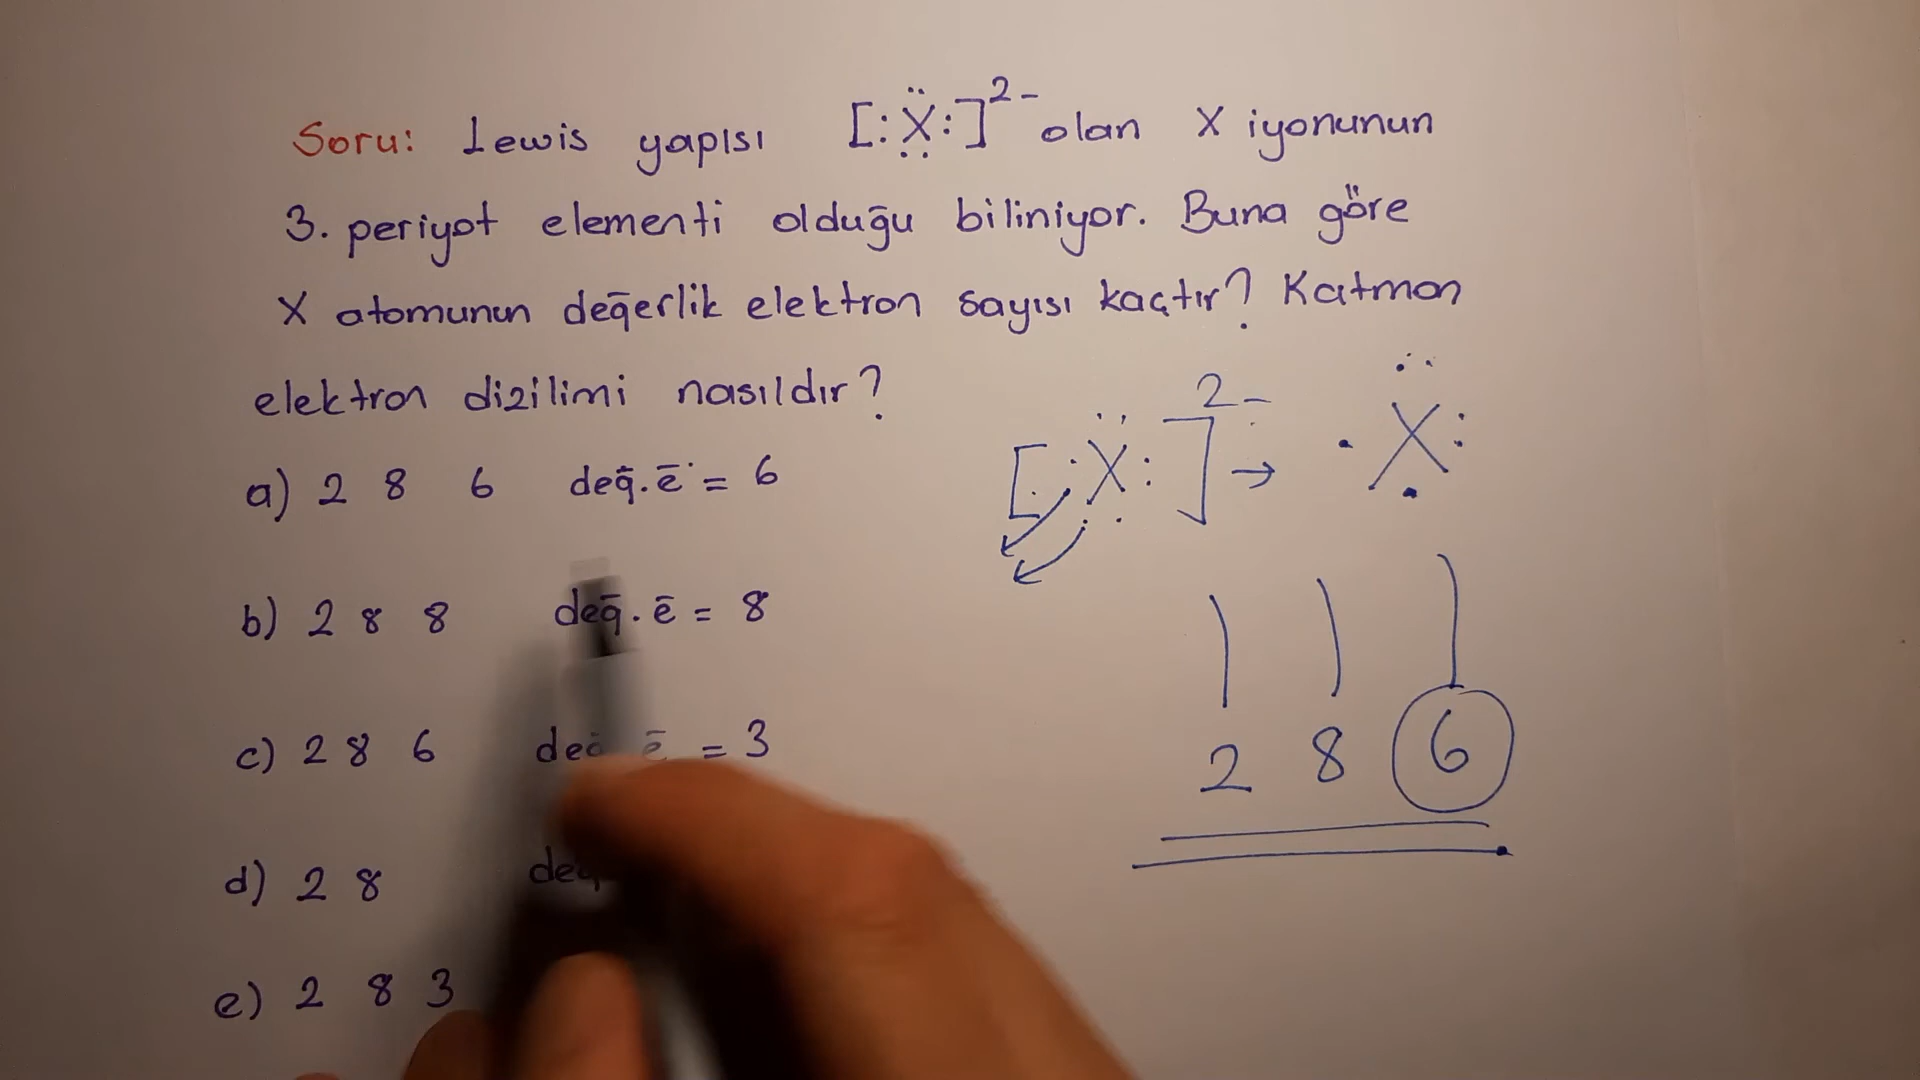 Soru: Lewis yapısı [:Ẍ:]²⁻ olan X iyonunun
3. periyot elementi olduğu biliniyor. Buna göre
X atomunun değerlik elektron sayısı kaçtır? Katman
elektron dizilimi nasıldır?
[:Ẍ:]²⁻ → ·Ẍ:
a) 2 8 6 değ. ē = 6
b) 2 8 8 değ. ē = 8
c) 2 8 6 ē = 3
2 8 6
d) 2 8
e) 2 8 3